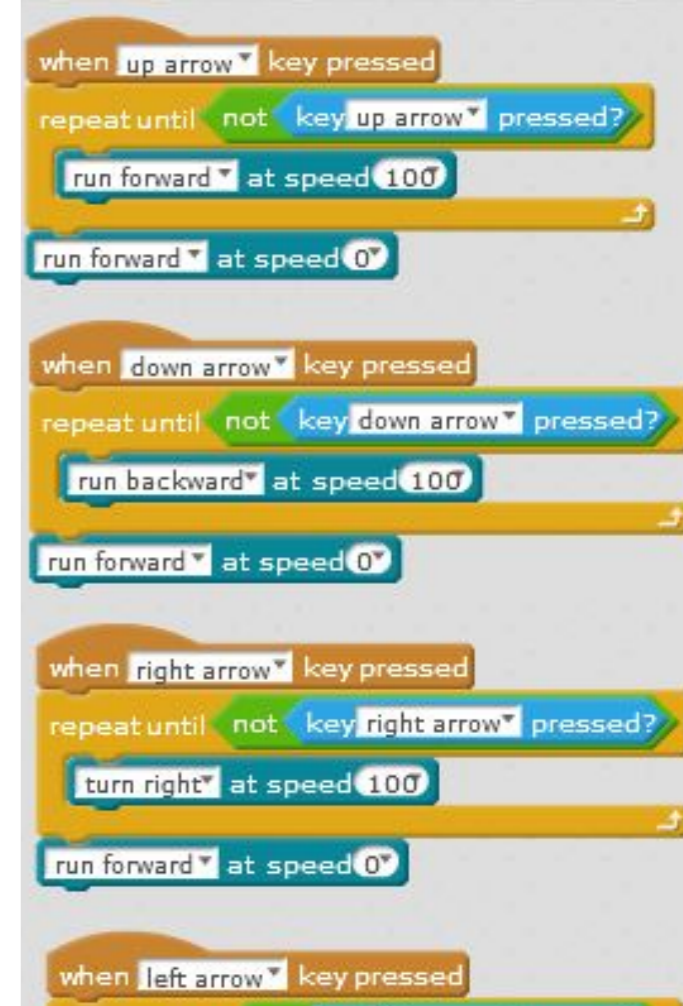 when up arrow key pressed
repeat until not key up arrow pressed?
run forward at speed 100
run forward at speed 0
when down arrow key pressed
repeat until not key down arrow pressed?
run backward at speed 100
run forward at speed 0
when right arrow key pressed
repeat until not key right arrow pressed?
turn right at speed 100
run forward at speed 0
when left arrow key pressed